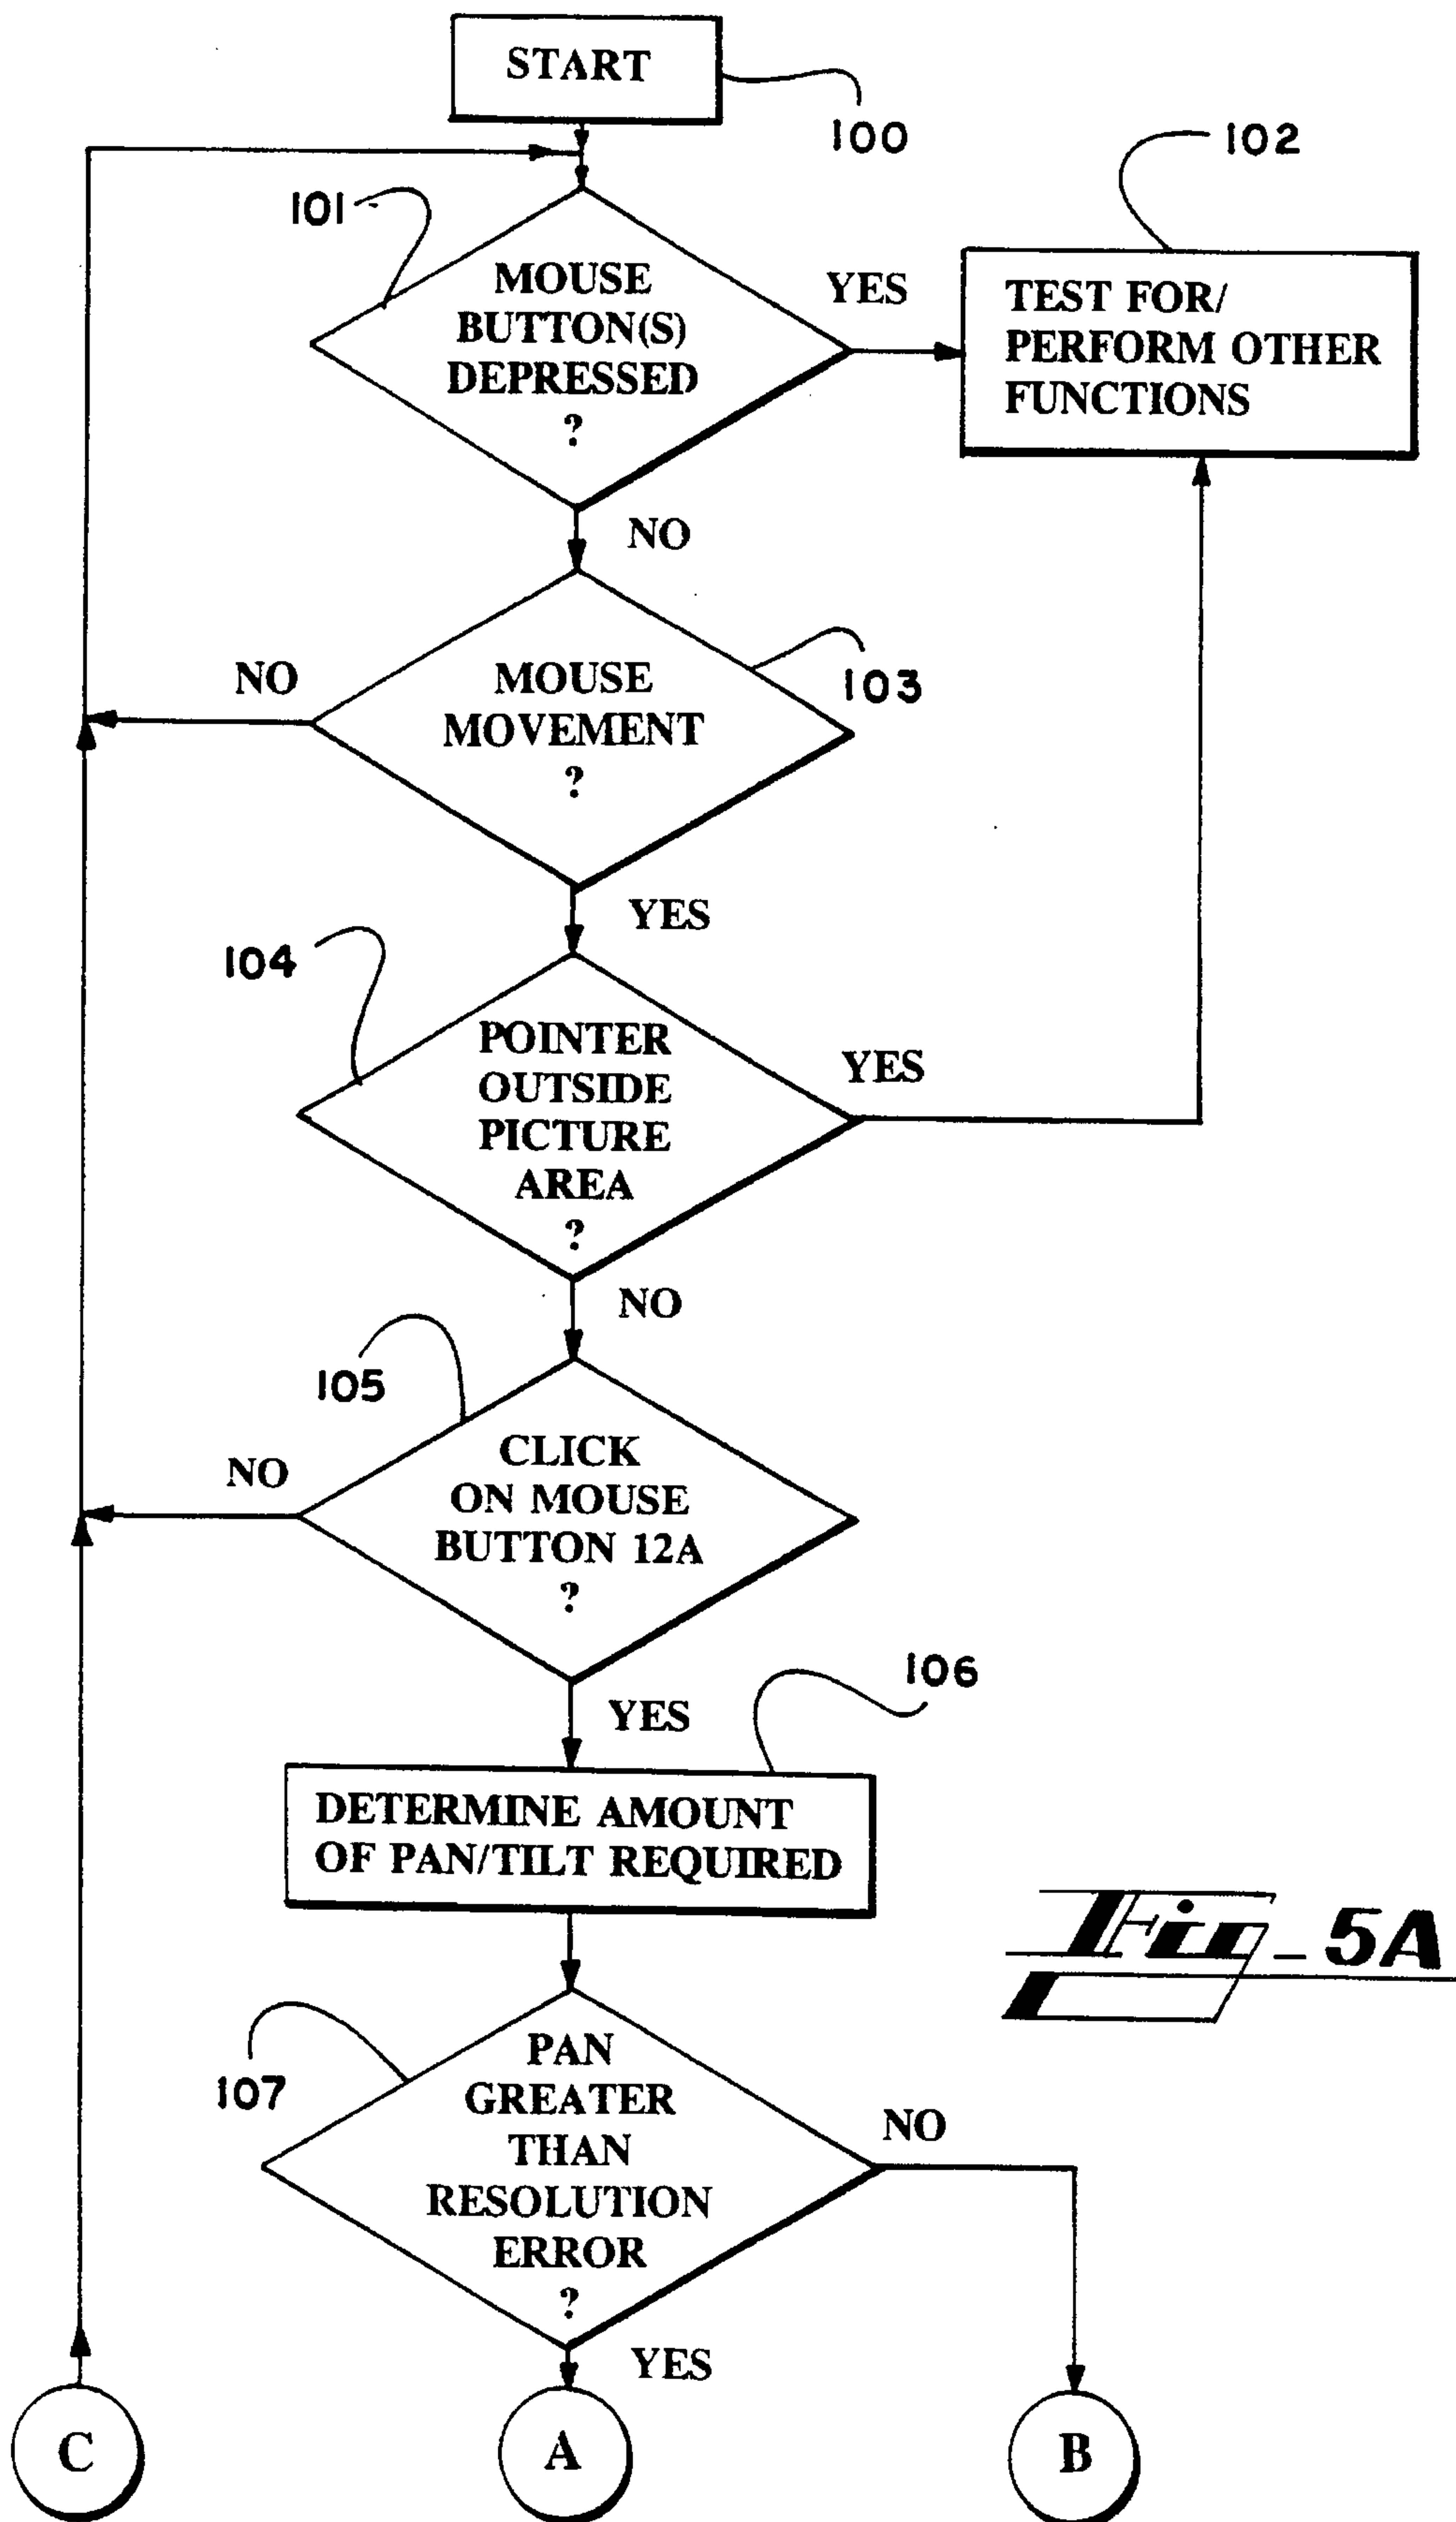 START
100
101
MOUSE
BUTTON(S)
DEPRESSED
?
YES
102
TEST FOR/
PERFORM OTHER
FUNCTIONS
NO
103
MOUSE
MOVEMENT
?
NO
YES
104
POINTER
OUTSIDE
PICTURE
AREA
?
YES
NO
105
CLICK
ON MOUSE
BUTTON 12A
?
NO
YES
106
DETERMINE AMOUNT
OF PAN/TILT REQUIRED
Fig_5A
107
PAN
GREATER
THAN
RESOLUTION
ERROR
?
NO
YES
C
A
B